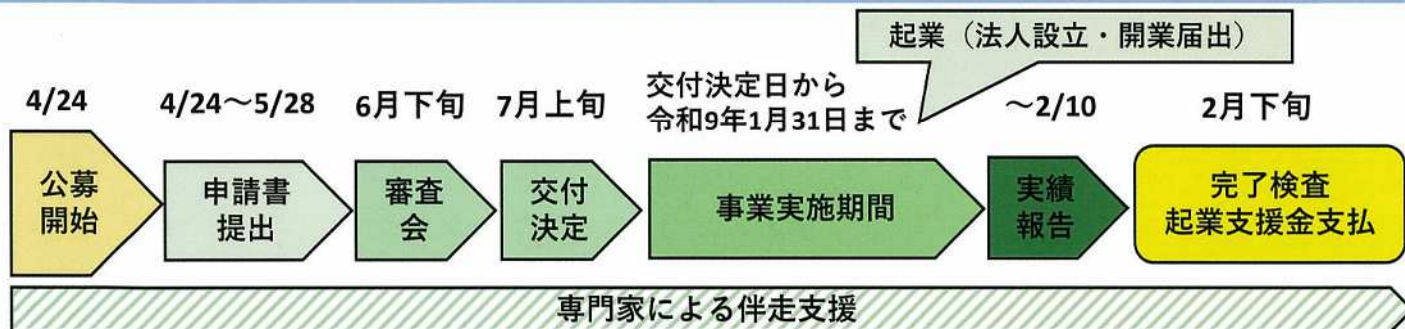 起業（法人設立・開業届出）
4/24
4/24～5/28
6月下旬
7月上旬
交付決定日から
令和9年1月31日まで
～2/10
2月下旬
公募
開始
申請書
提出
審査
会
交付
決定
事業実施期間
実績
報告
完了検査
起業支援金支払
専門家による伴走支援